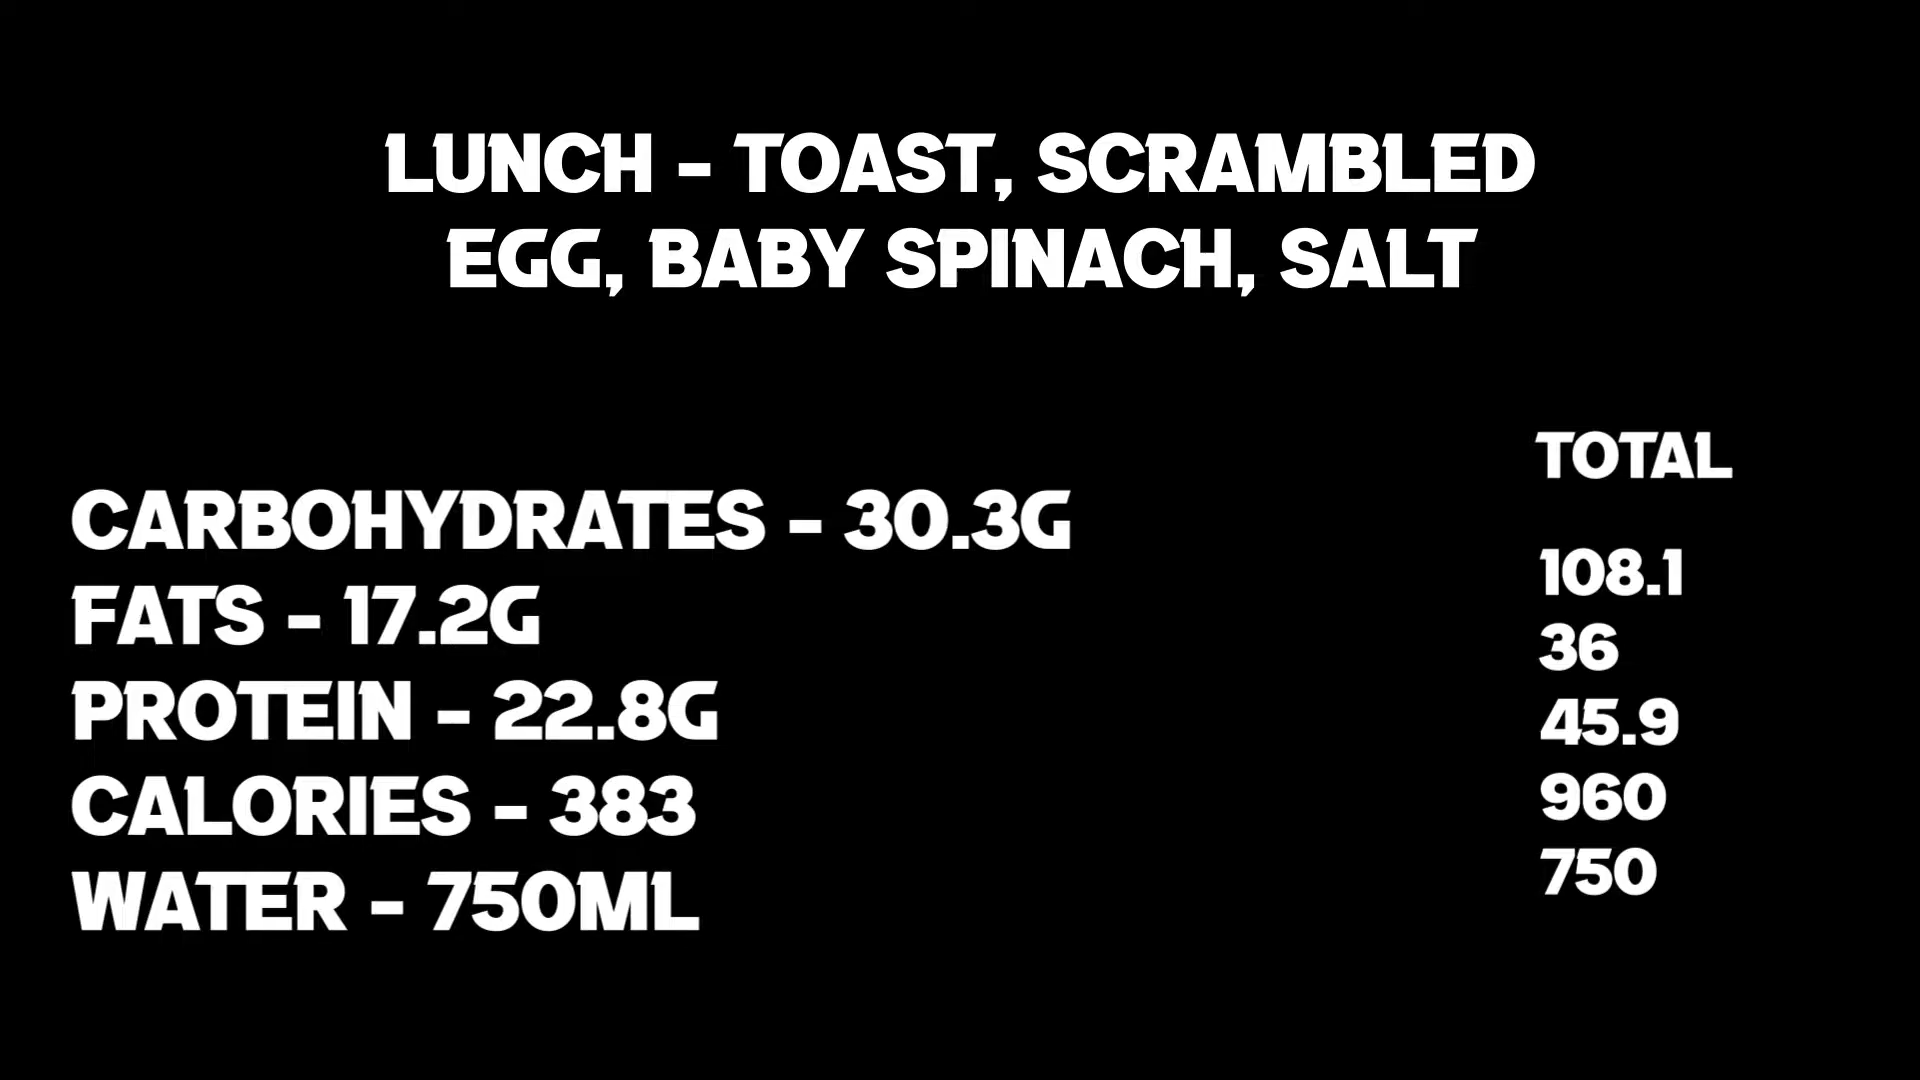 LUNCH - TOAST, SCRAMBLED
EGG, BABY SPINACH, SALT
CARBOHYDRATES - 30.3G
FATS - 17.2G
PROTEIN - 22.8G
CALORIES - 383
WATER - 750ML
TOTAL
108.1
36
45.9
960
750